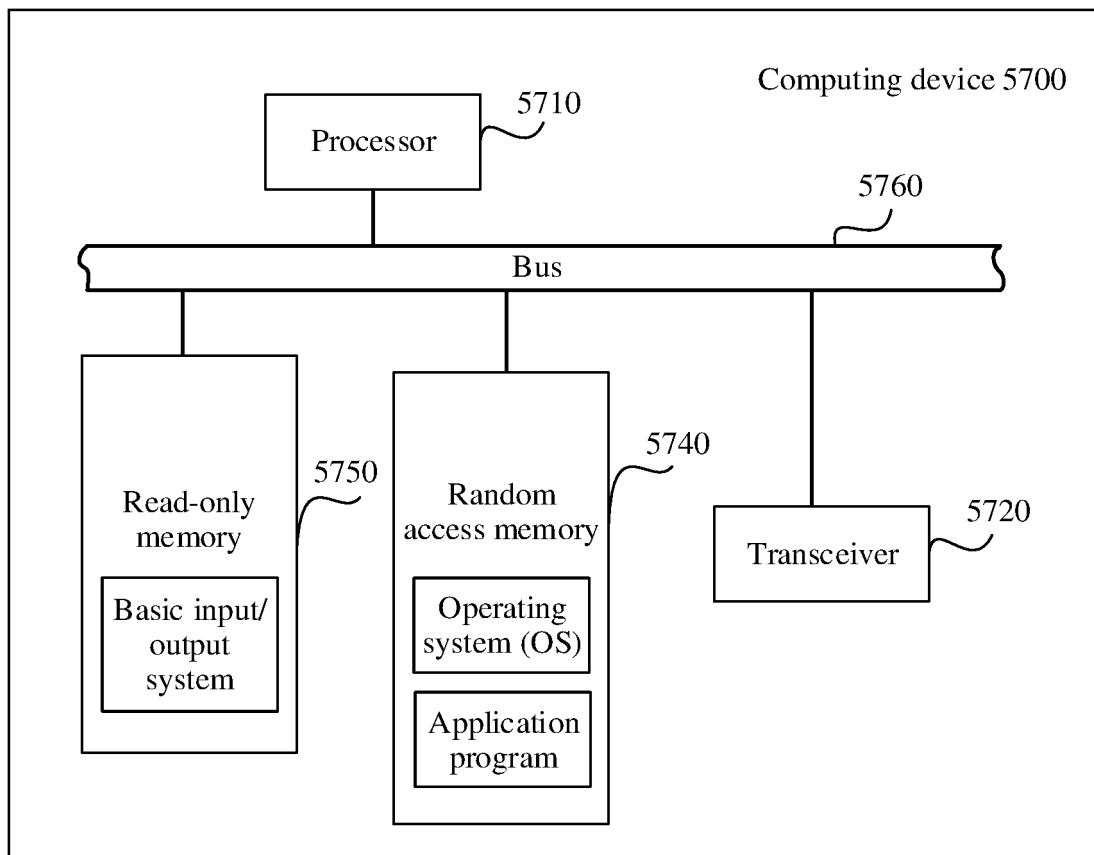 Computing device 5700
5710
Processor
5760
Bus
5750
Read-only
memory
Basic input/
output
system
5740
Random
access memory
Operating
system (OS)
Application
program
5720
Transceiver